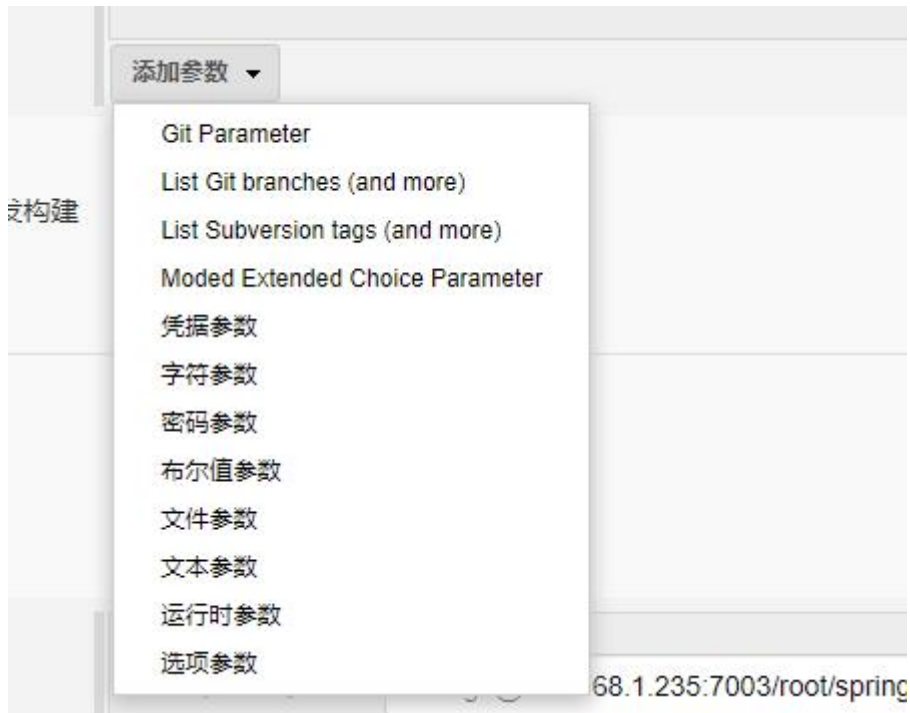 添加参数
Git Parameter
List Git branches (and more)
构建
List Subversion tags (and more)
Moded Extended Choice Parameter
凭据参数
字符参数
密码参数
布尔值参数
文件参数
文本参数
运行时参数
选项参数
68.1.235:7003/root/spring